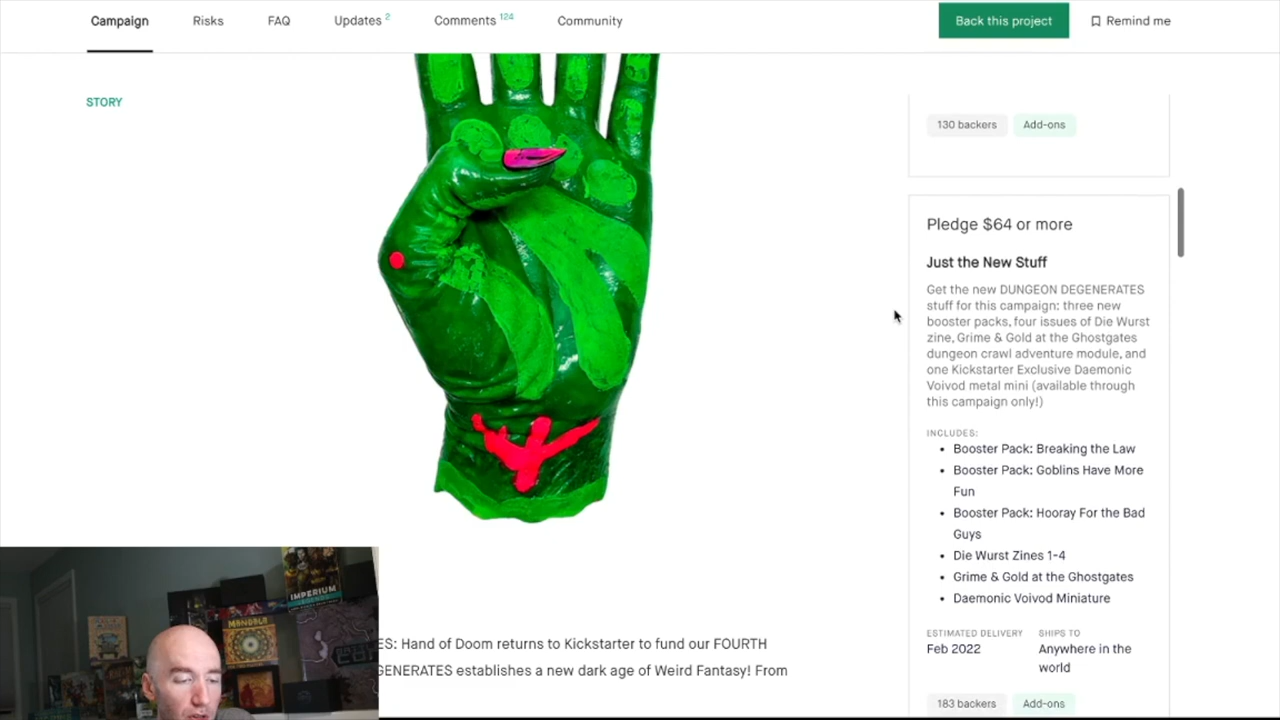 Campaign Risks FAQ Updates 2 Comments 124 Community Back this project Remind me
STORY
130 backers Add-ons
Pledge $64 or more
Just the New Stuff
Get the new DUNGEON DEGENERATES
stuff for this campaign: three new
booster packs, four issues of Die Wurst
zine, Grime & Gold at the Ghostgates
dungeon crawl adventure module, and
one Kickstarter Exclusive Daemonic
Voivod metal mini (available through
this campaign only!)
INCLUDES:
• Booster Pack: Breaking the Law
• Booster Pack: Goblins Have More
Fun
• Booster Pack: Hooray For the Bad
Guys
• Die Wurst Zines 1-4
• Grime & Gold at the Ghostgates
• Daemonic Voivod Miniature
ESTIMATED DELIVERY SHIPS TO
Feb 2022 Anywhere in the
world
183 backers Add-ons
ES: Hand of Doom returns to Kickstarter to fund our FOURTH
GENERATES establishes a new dark age of Weird Fantasy! From
IMPERIUM
MANDALA